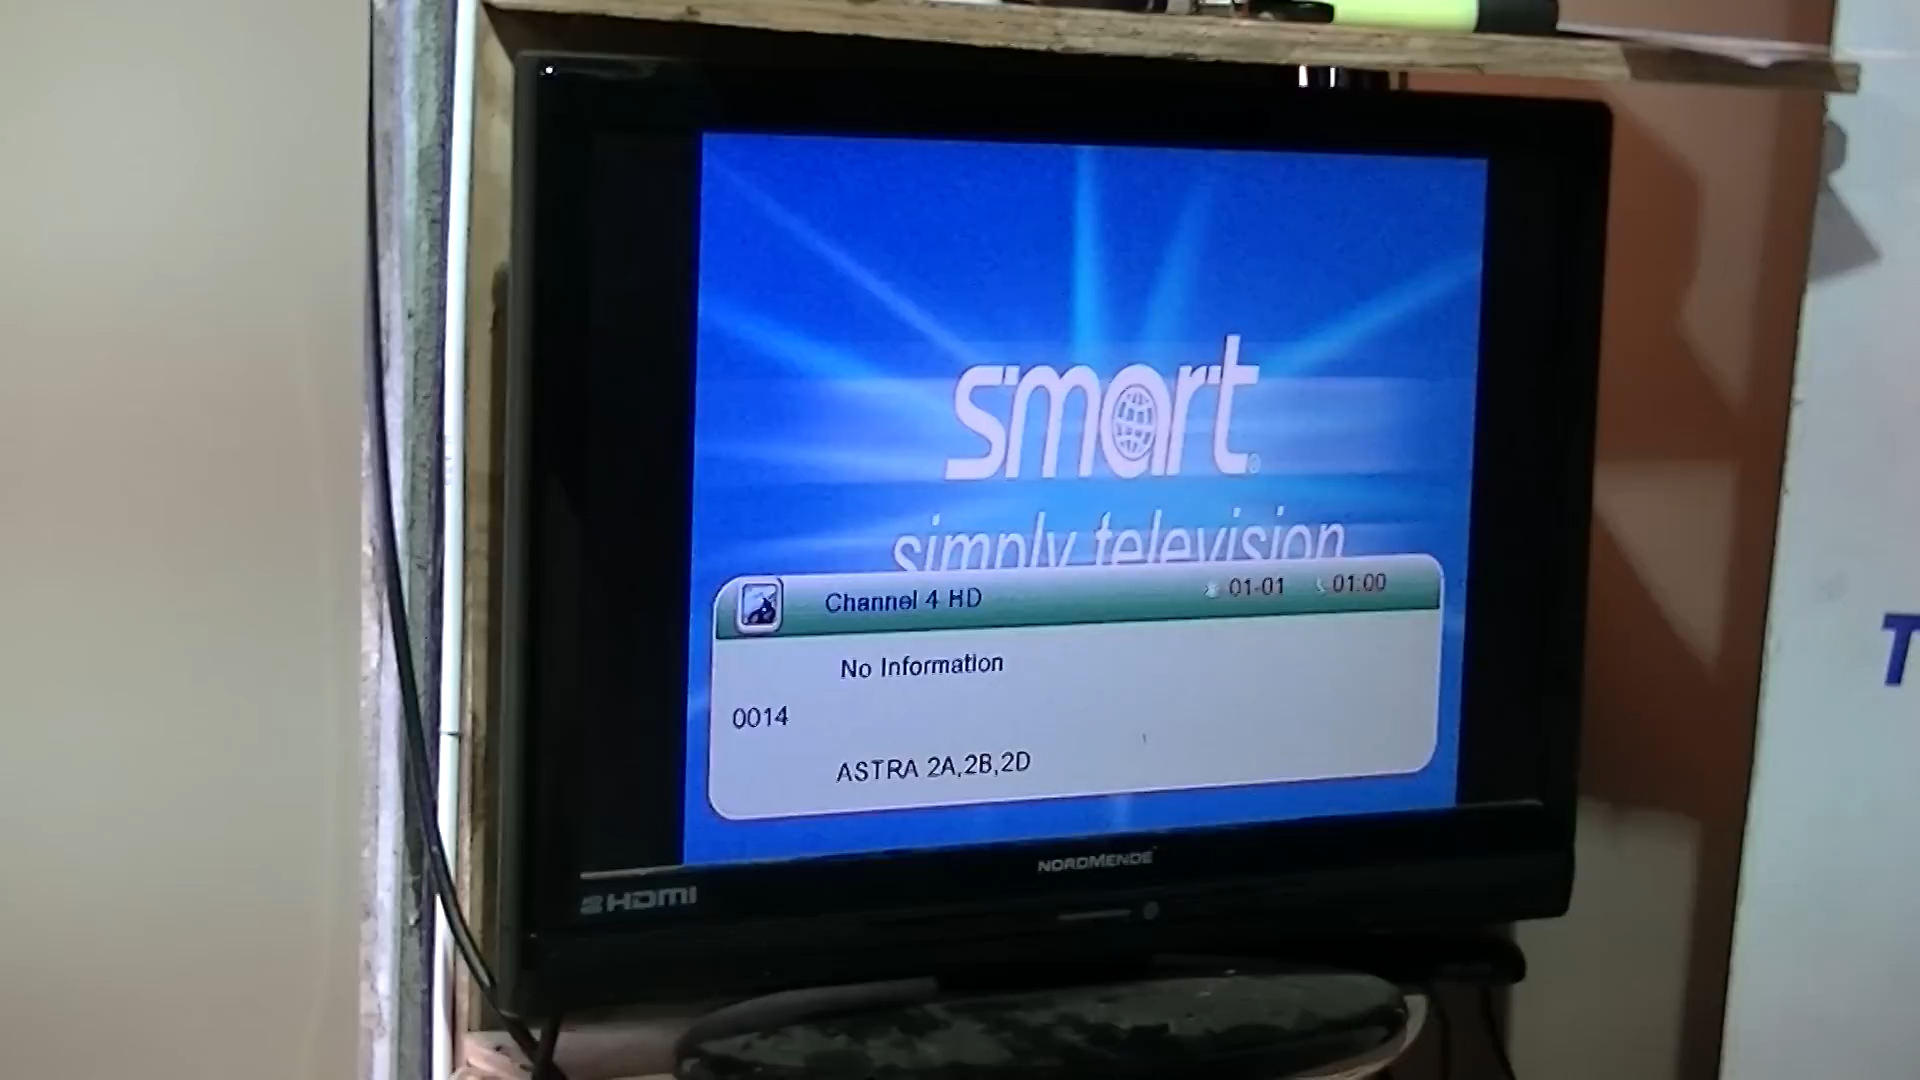 smart
simply television
Channel 4 HD 01-01 01:00
No Information
0014
ASTRA 2A,2B,2D
NORDMENDE
HDMI
T